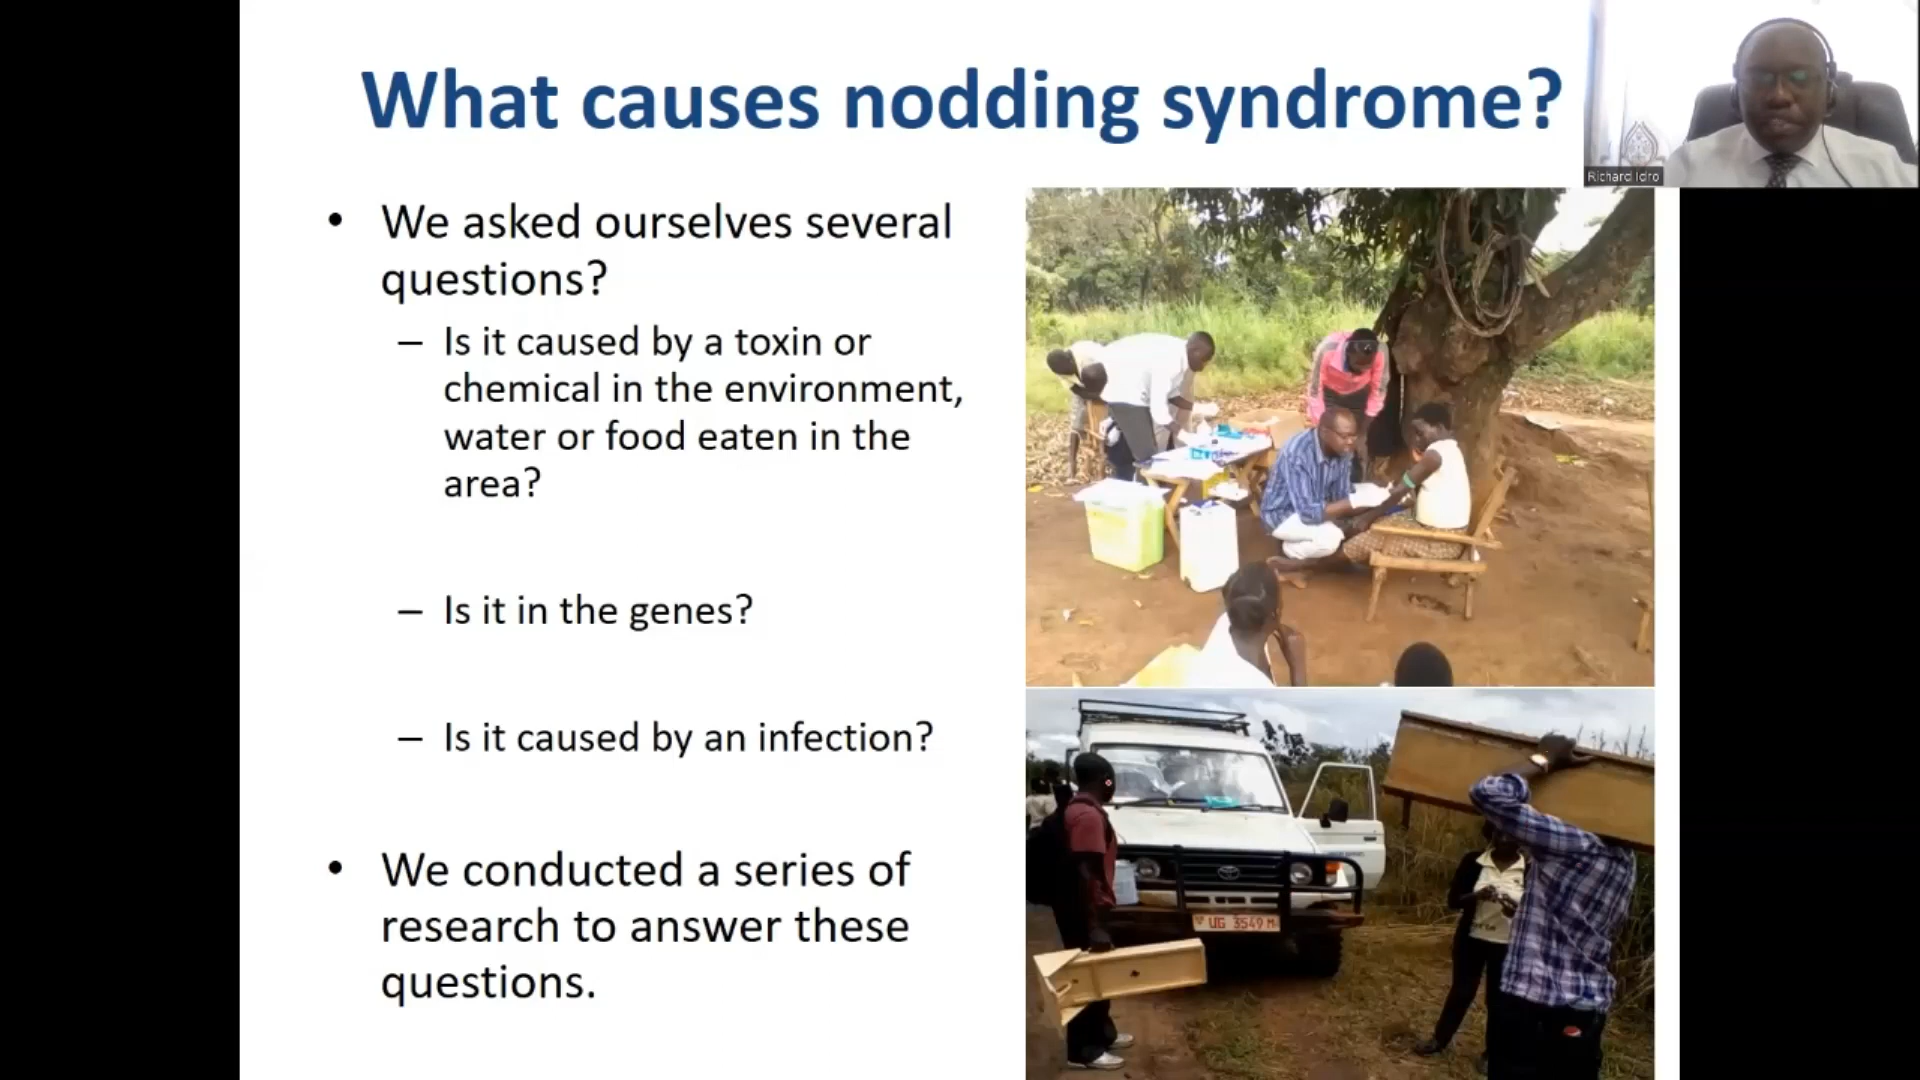 What causes nodding syndrome?
Richard Idro
• We asked ourselves several
questions?
– Is it caused by a toxin or
chemical in the environment,
water or food eaten in the
area?
– Is it in the genes?
– Is it caused by an infection?
• We conducted a series of
research to answer these
questions.
UG 3549 M